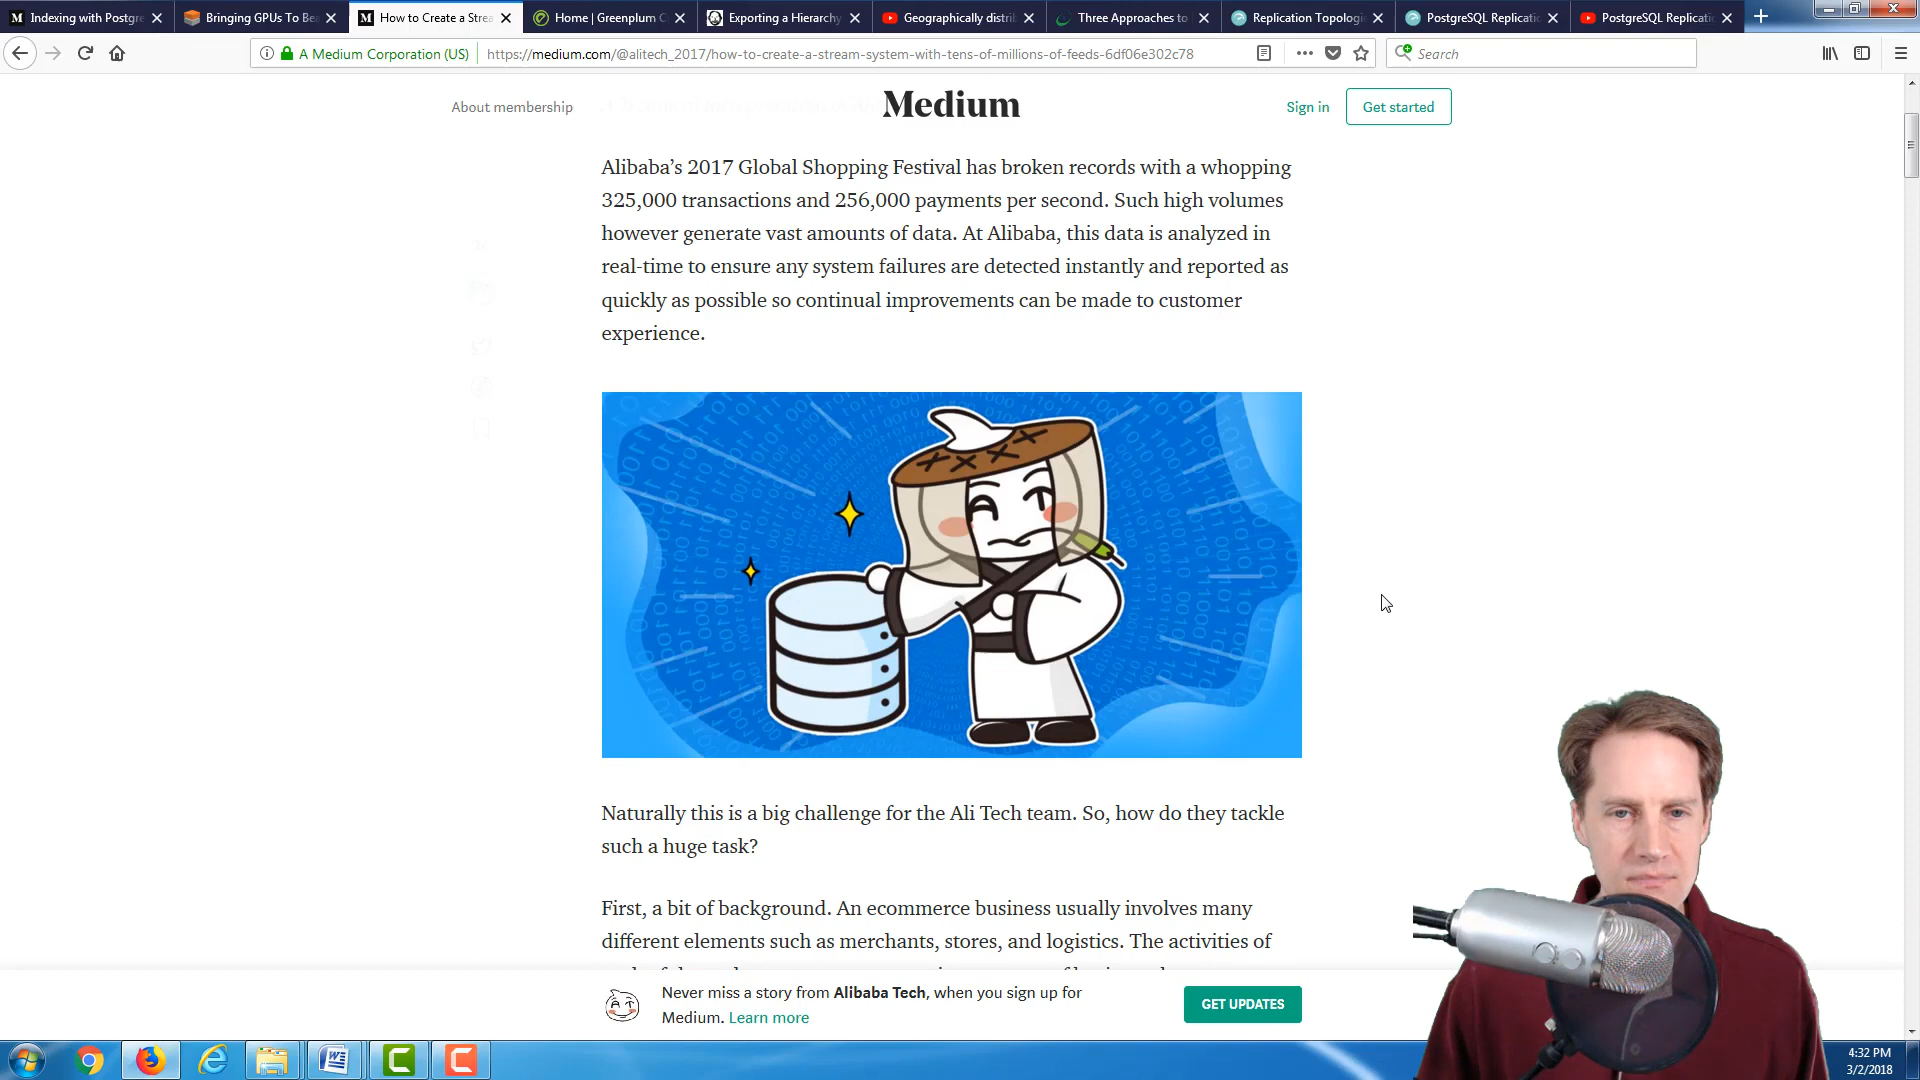 Indexing with Postgre
Bringing GPUs To Bea
How to Create a Strea
Home | Greenplum C
Exporting a Hierarchy
Geographically distrib
Three Approaches to
Replication Topologi
PostgreSQL Replicati
PostgreSQL Replicati
A Medium Corporation (US)
https://medium.com/@alitech_2017/how-to-create-a-stream-system-with-tens-of-millions-of-feeds-6df06e302c78
Search
About membership
Medium
Sign in
Get started
Alibaba’s 2017 Global Shopping Festival has broken records with a whopping
325,000 transactions and 256,000 payments per second. Such high volumes
however generate vast amounts of data. At Alibaba, this data is analyzed in
real-time to ensure any system failures are detected instantly and reported as
quickly as possible so continual improvements can be made to customer
experience.
Naturally this is a big challenge for the Ali Tech team. So, how do they tackle
such a huge task?
First, a bit of background. An ecommerce business usually involves many
different elements such as merchants, stores, and logistics. The activities of
Never miss a story from Alibaba Tech, when you sign up for
Medium. Learn more
GET UPDATES
4:32 PM
3/2/2018